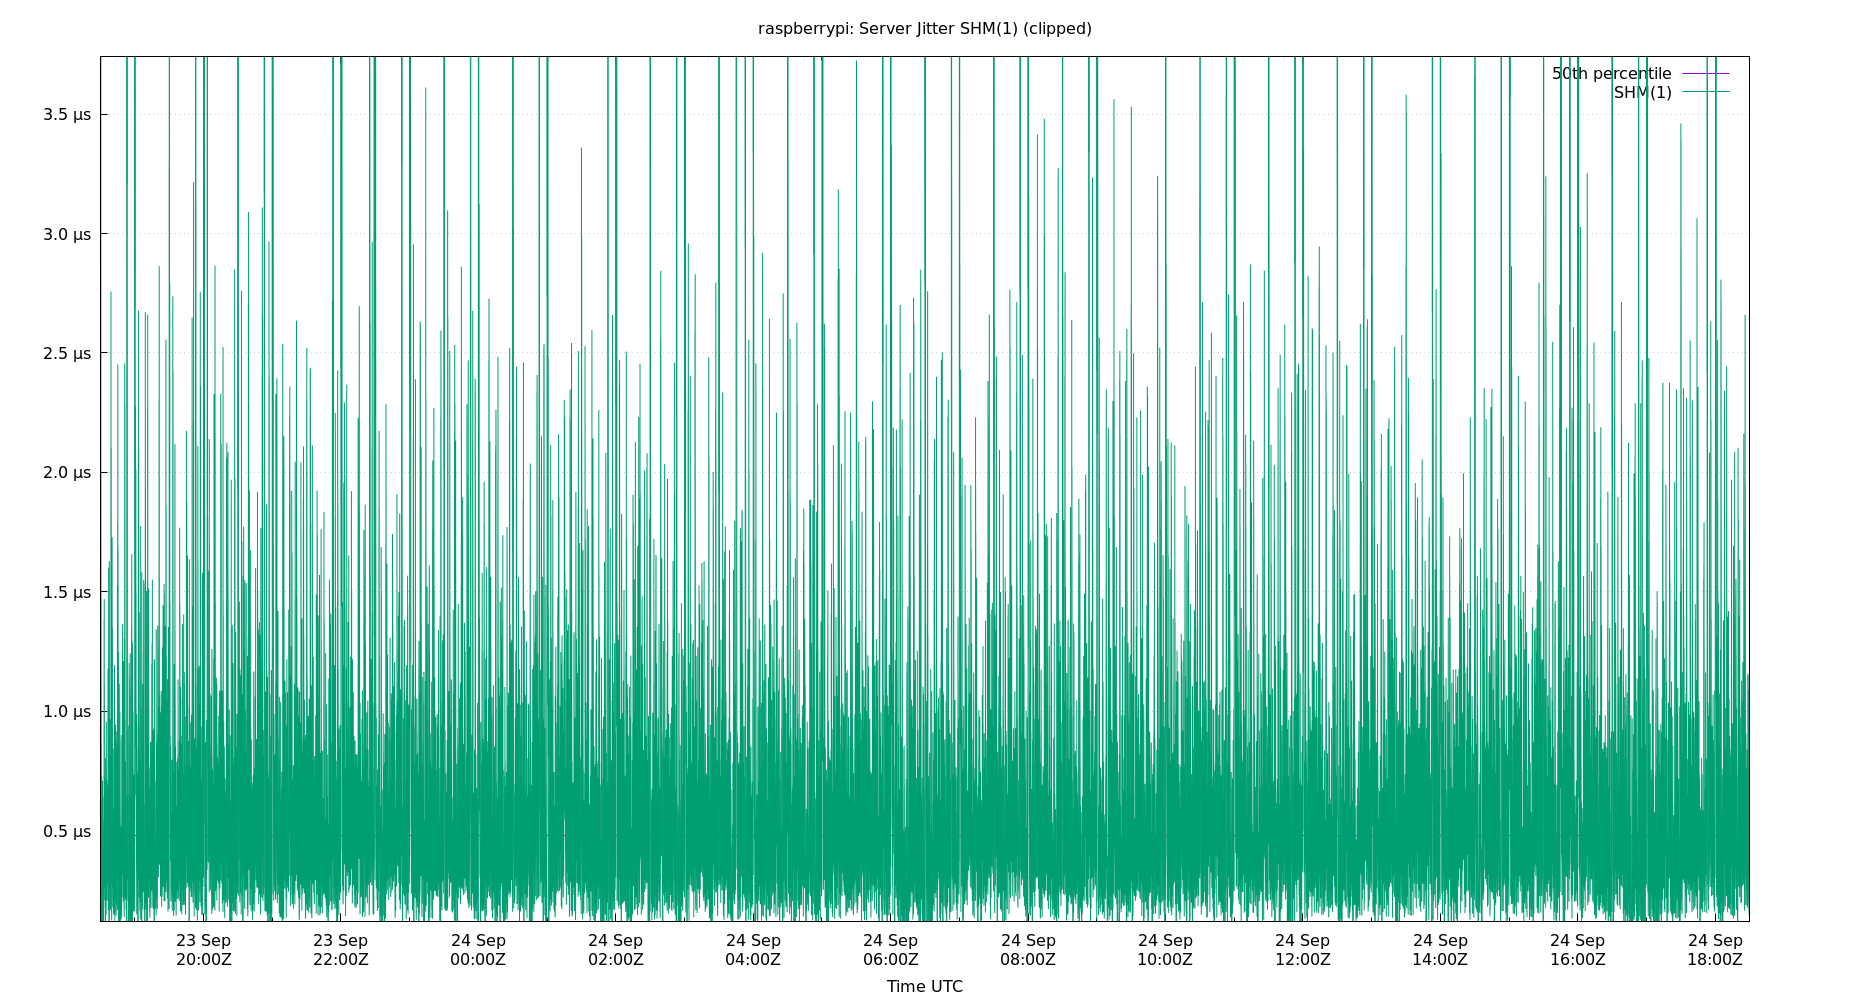 raspberrypi: Server Jitter SHM(1) (clipped)
50th percentile
SHM(1)
3.5 µs
3.0 µs
2.5 µs
2.0 µs
1.5 µs
1.0 µs
0.5 µs
23 Sep 23 Sep 24 Sep 24 Sep 24 Sep 24 Sep 24 Sep 24 Sep 24 Sep 24 Sep 24 Sep 24 Sep
20:00Z 22:00Z 00:00Z 02:00Z 04:00Z 06:00Z 08:00Z 10:00Z 12:00Z 14:00Z 16:00Z 18:00Z
Time UTC